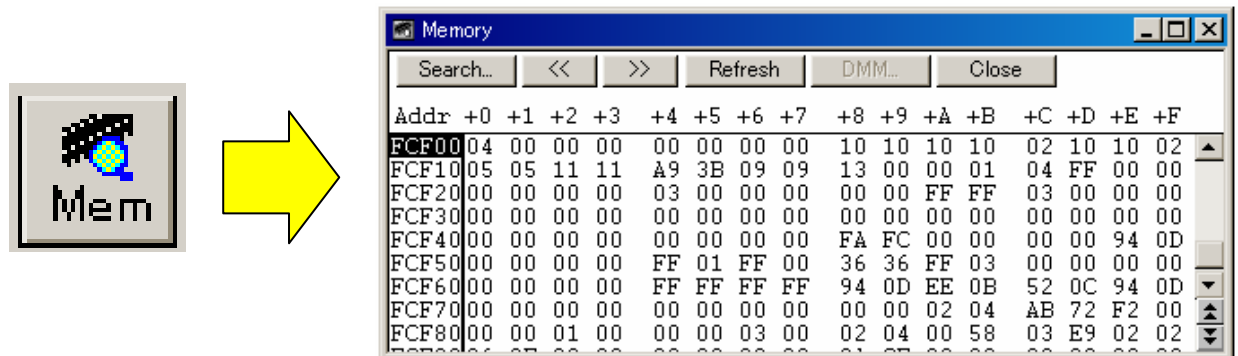 Mem
Memory
Search... << >> Refresh DMM... Close
Addr +0 +1 +2 +3 +4 +5 +6 +7 +8 +9 +A +B +C +D +E +F
FCF00 04 00 00 00 00 00 00 00 10 10 10 10 02 10 10 02
FCF10 05 05 11 11 A9 3B 09 09 13 00 00 01 04 FF 00 00
FCF20 00 00 00 00 03 00 00 00 00 00 FF FF 03 00 00 00
FCF30 00 00 00 00 00 00 00 00 00 00 00 00 00 00 00 00
FCF40 00 00 00 00 00 00 00 00 FA FC 00 00 00 00 94 0D
FCF50 00 00 00 00 FF 01 FF 00 36 36 FF 03 00 00 00 00
FCF60 00 00 00 00 FF FF FF FF 94 0D EE 0B 52 0C 94 0D
FCF70 00 00 00 00 00 00 00 00 00 00 02 04 AB 72 F2 00
FCF80 00 00 01 00 00 00 03 00 02 04 00 58 03 E9 02 02